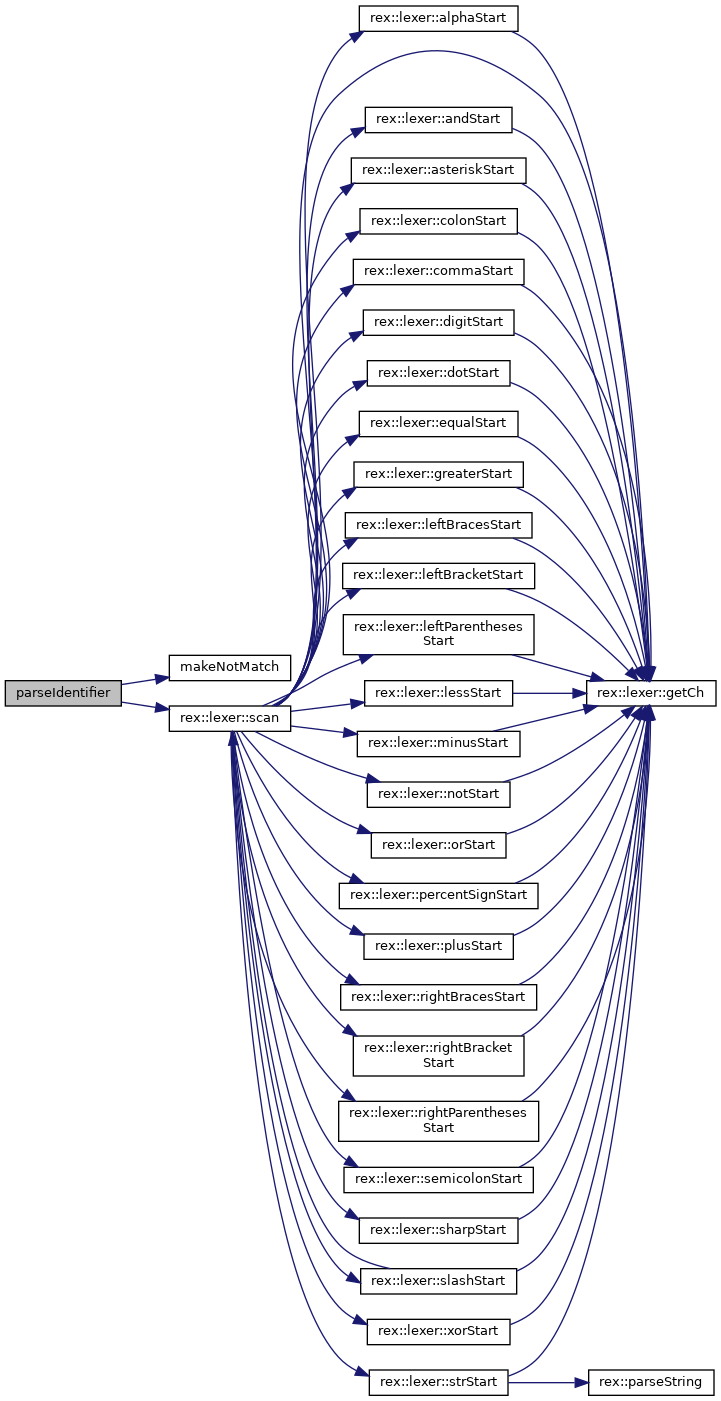 rex::lexer::alphaStart
rex::lexer::andStart
rex::lexer::asteriskStart
rex::lexer::colonStart
rex::lexer::commaStart
rex::lexer::digitStart
rex::lexer::dotStart
rex::lexer::equalStart
rex::lexer::greaterStart
rex::lexer::leftBracesStart
rex::lexer::leftBracketStart
rex::lexer::leftParentheses
Start
makeNotMatch
parseIdentifier
rex::lexer::lessStart
rex::lexer::getCh
rex::lexer::scan
rex::lexer::minusStart
rex::lexer::notStart
rex::lexer::orStart
rex::lexer::percentSignStart
rex::lexer::plusStart
rex::lexer::rightBracesStart
rex::lexer::rightBracket
Start
rex::lexer::rightParentheses
Start
rex::lexer::semicolonStart
rex::lexer::sharpStart
rex::lexer::slashStart
rex::lexer::xorStart
rex::lexer::strStart
rex::parseString